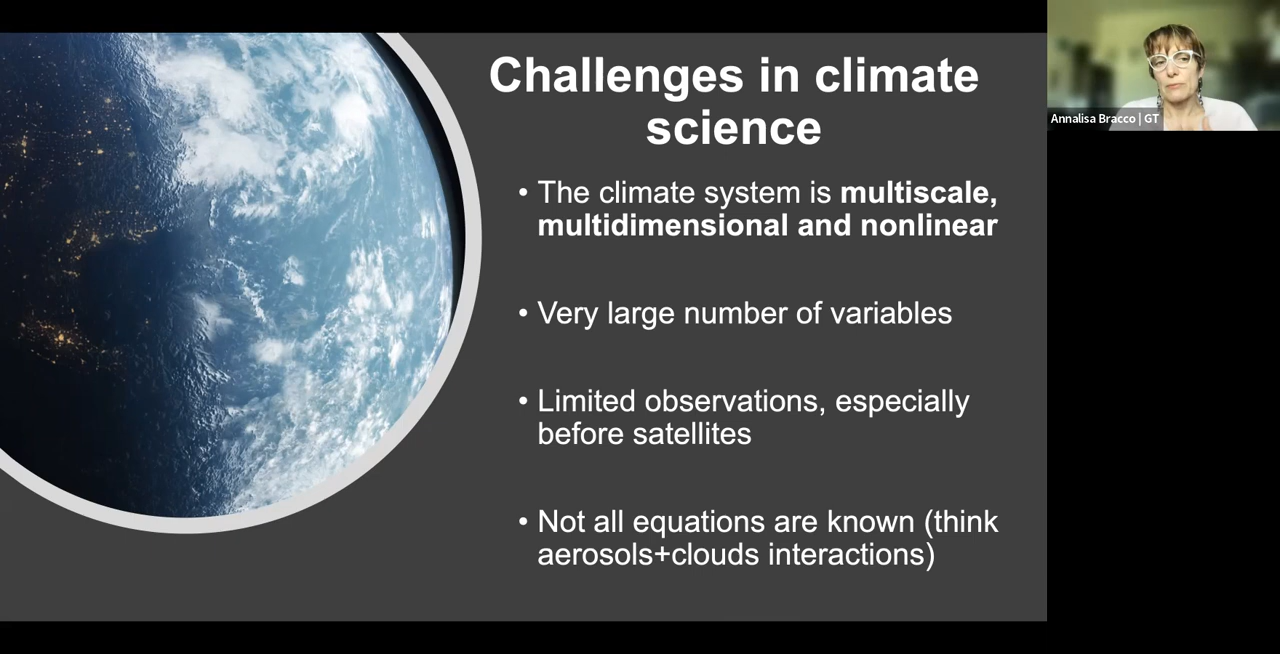 Challenges in climate
science
• The climate system is multiscale,
multidimensional and nonlinear
• Very large number of variables
• Limited observations, especially
before satellites
• Not all equations are known (think
aerosols+clouds interactions)
Annalisa Bracco | GT